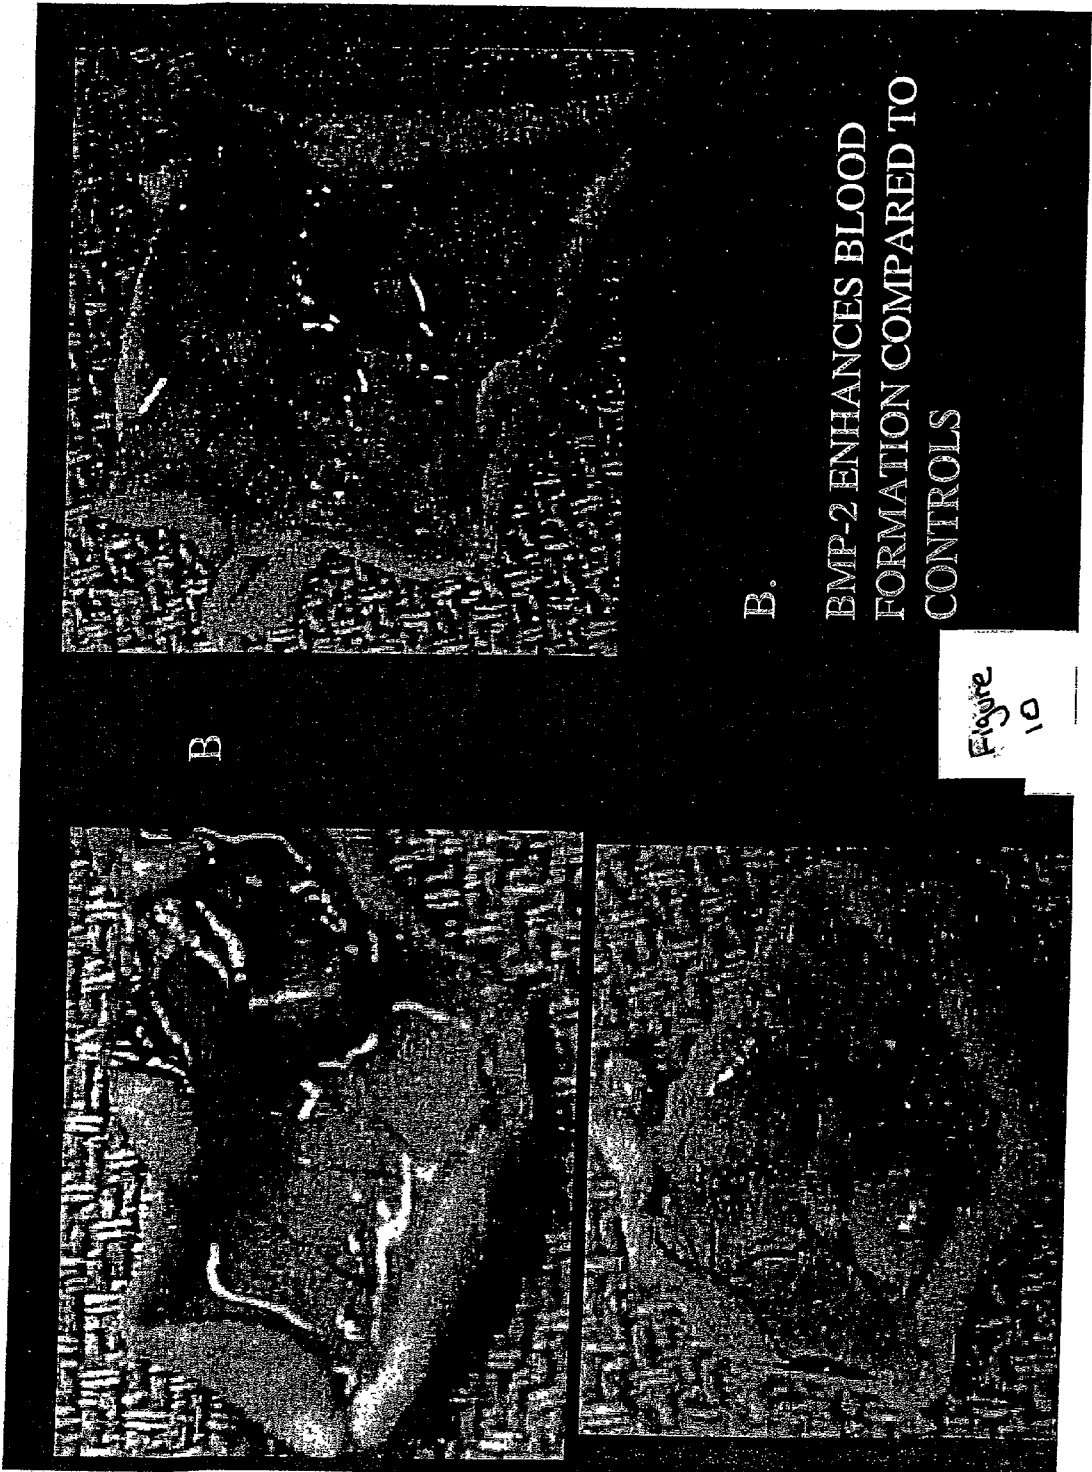 B
B.
BMP-2 ENHANCES BLOOD
FORMATION COMPARED TO
CONTROLS
Figure
10